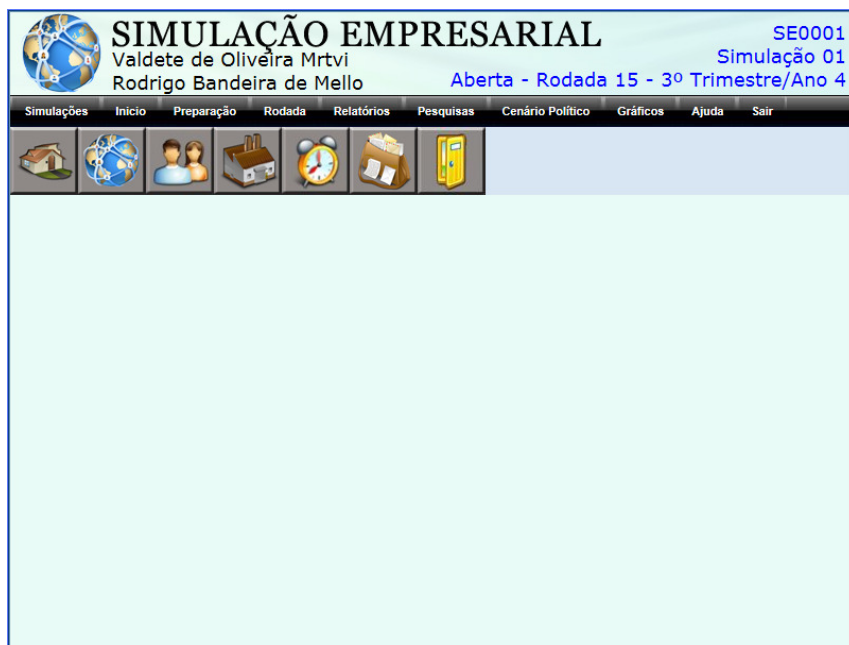 SIMULAÇÃO EMPRESARIAL
Valdete de Oliveira Mrtvi
Rodrigo Bandeira de Mello
SE0001
Simulação 01
Aberta - Rodada 15 - 3º Trimestre/Ano 4
Simulações Inicio Preparação Rodada Relatórios Pesquisas Cenário Político Gráficos Ajuda Sair